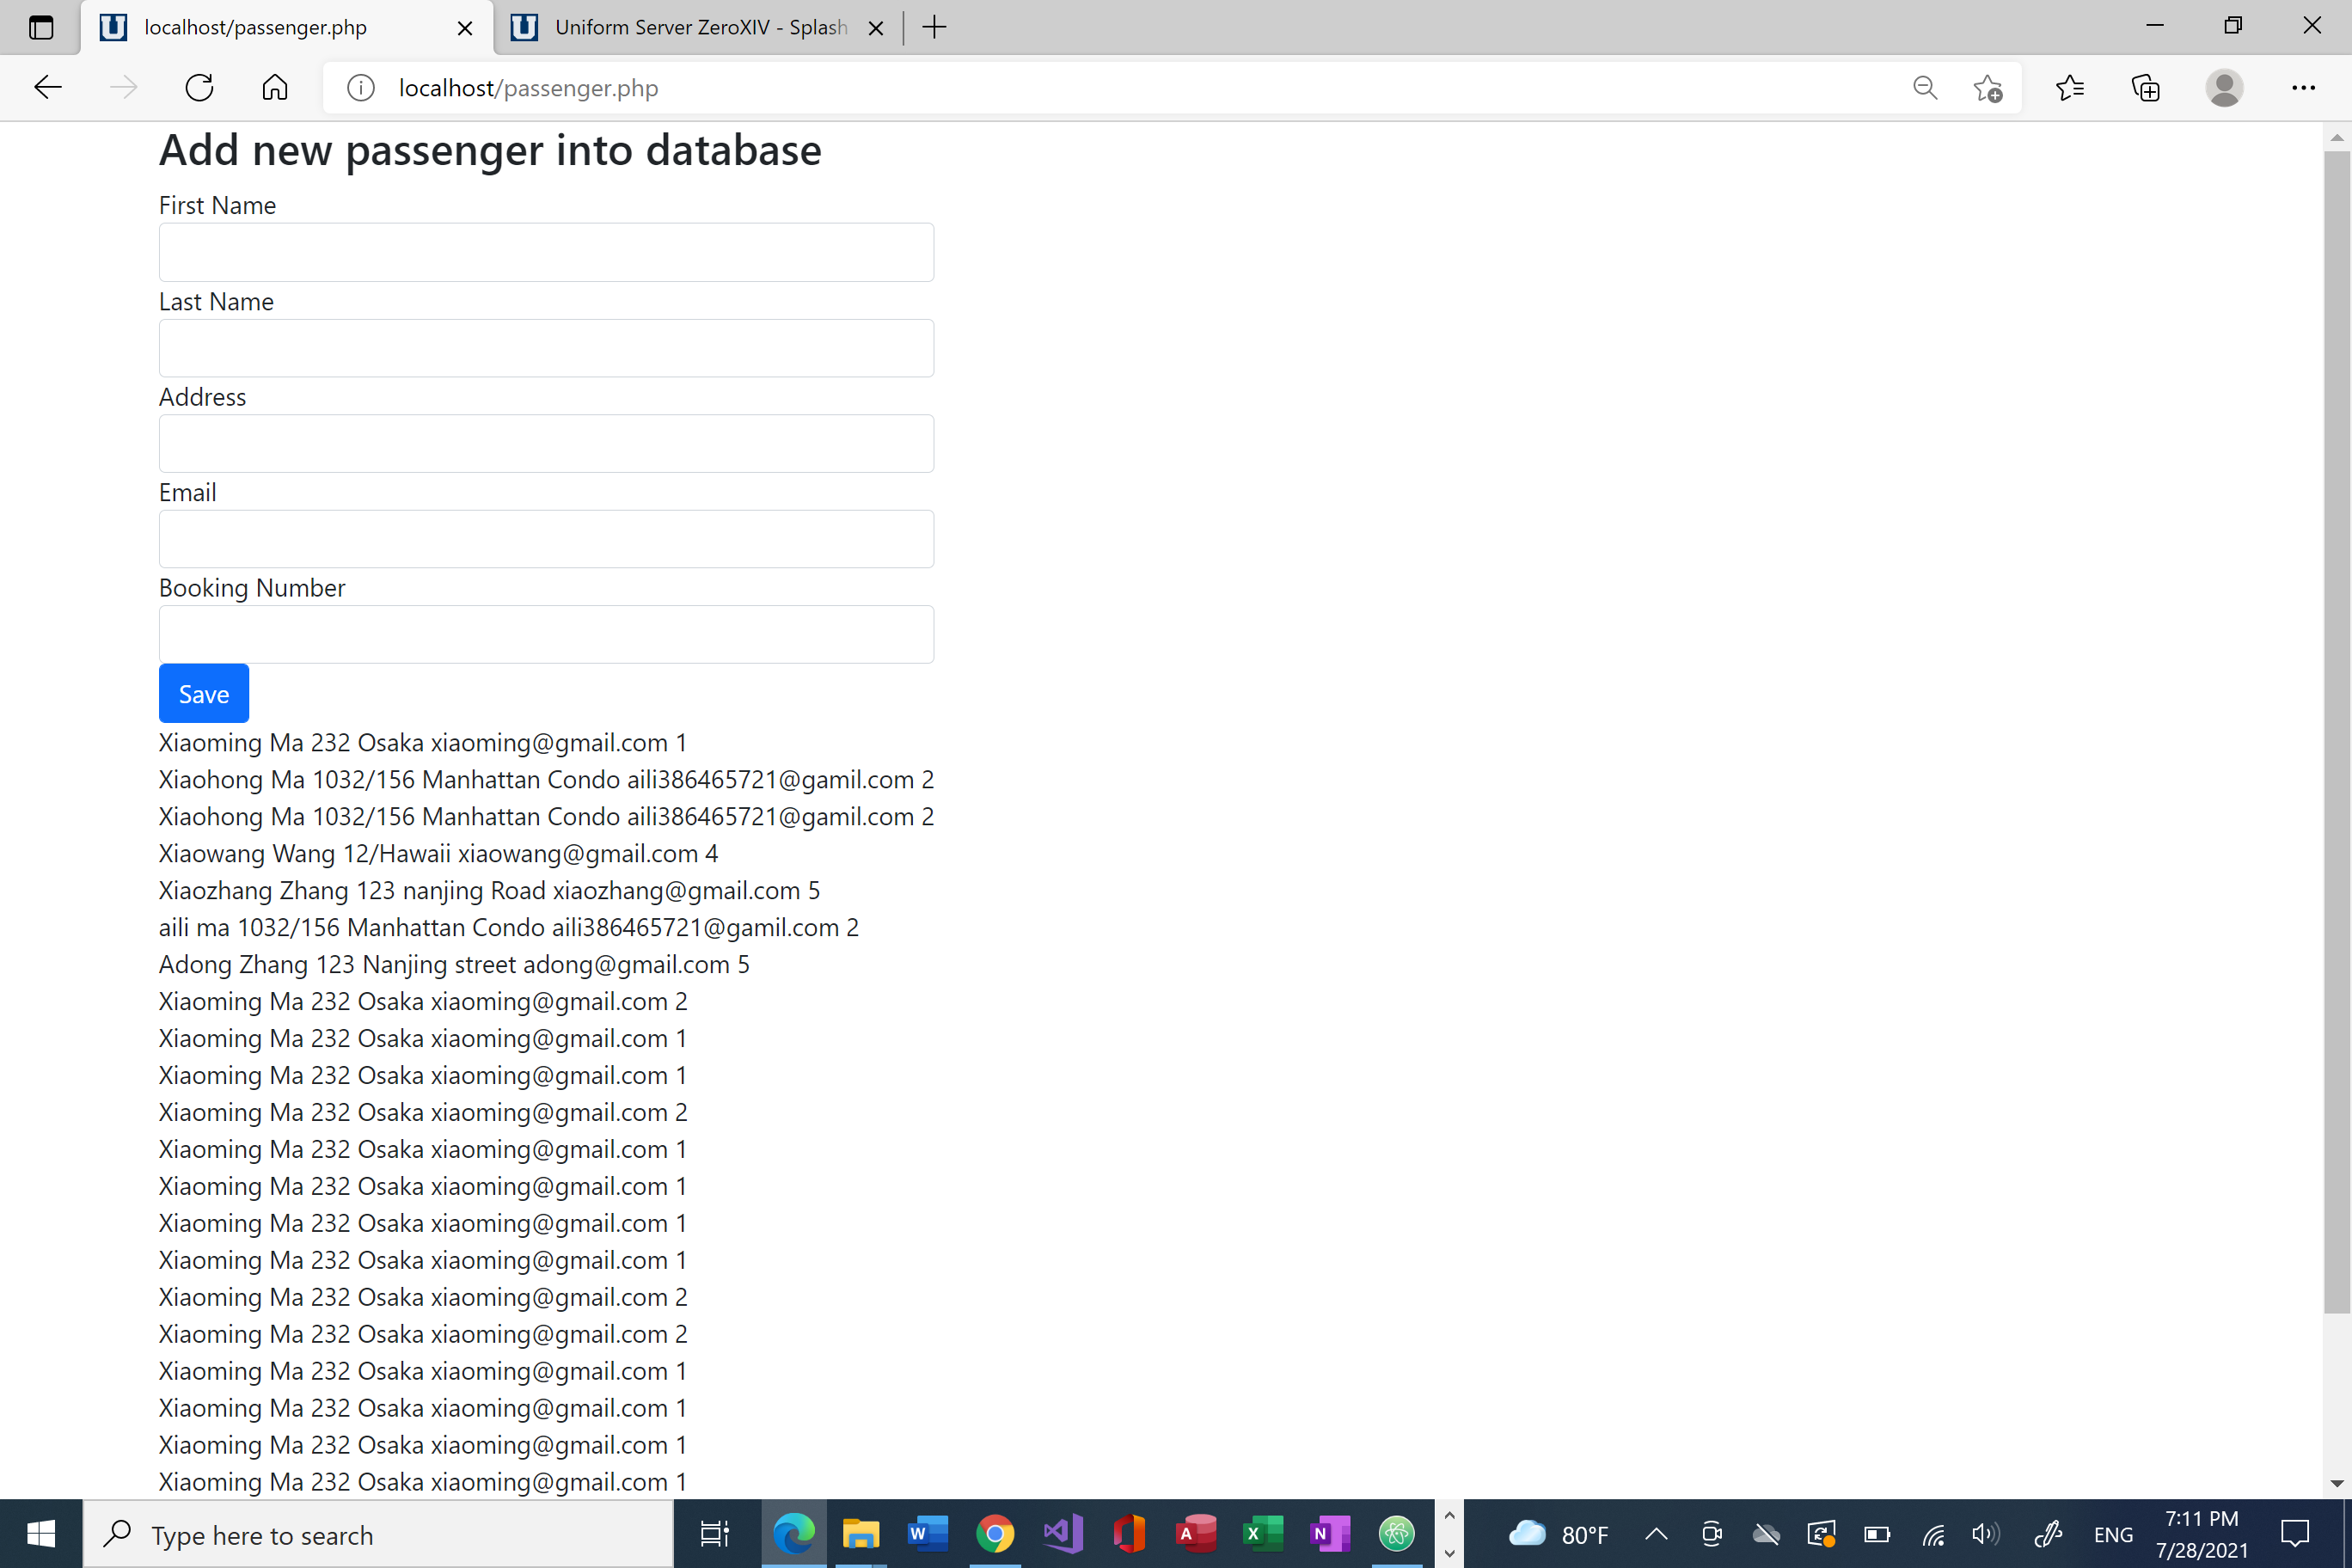 localhost/passenger.php
Uniform Server ZeroXIV - Splash
localhost/passenger.php
Add new passenger into database
First Name
Last Name
Address
Email
Booking Number
Save
Xiaoming Ma 232 Osaka xiaoming@gmail.com 1
Xiaohong Ma 1032/156 Manhattan Condo aili386465721@gamil.com 2
Xiaohong Ma 1032/156 Manhattan Condo aili386465721@gamil.com 2
Xiaowang Wang 12/Hawaii xiaowang@gmail.com 4
Xiaozhang Zhang 123 nanjing Road xiaozhang@gmail.com 5
aili ma 1032/156 Manhattan Condo aili386465721@gamil.com 2
Adong Zhang 123 Nanjing street adong@gmail.com 5
Xiaoming Ma 232 Osaka xiaoming@gmail.com 2
Xiaoming Ma 232 Osaka xiaoming@gmail.com 1
Xiaoming Ma 232 Osaka xiaoming@gmail.com 1
Xiaoming Ma 232 Osaka xiaoming@gmail.com 2
Xiaoming Ma 232 Osaka xiaoming@gmail.com 1
Xiaoming Ma 232 Osaka xiaoming@gmail.com 1
Xiaoming Ma 232 Osaka xiaoming@gmail.com 1
Xiaoming Ma 232 Osaka xiaoming@gmail.com 1
Xiaoming Ma 232 Osaka xiaoming@gmail.com 2
Xiaoming Ma 232 Osaka xiaoming@gmail.com 2
Xiaoming Ma 232 Osaka xiaoming@gmail.com 1
Xiaoming Ma 232 Osaka xiaoming@gmail.com 1
Xiaoming Ma 232 Osaka xiaoming@gmail.com 1
Xiaoming Ma 232 Osaka xiaoming@gmail.com 1
Type here to search
80°F
ENG
7:11 PM
7/28/2021